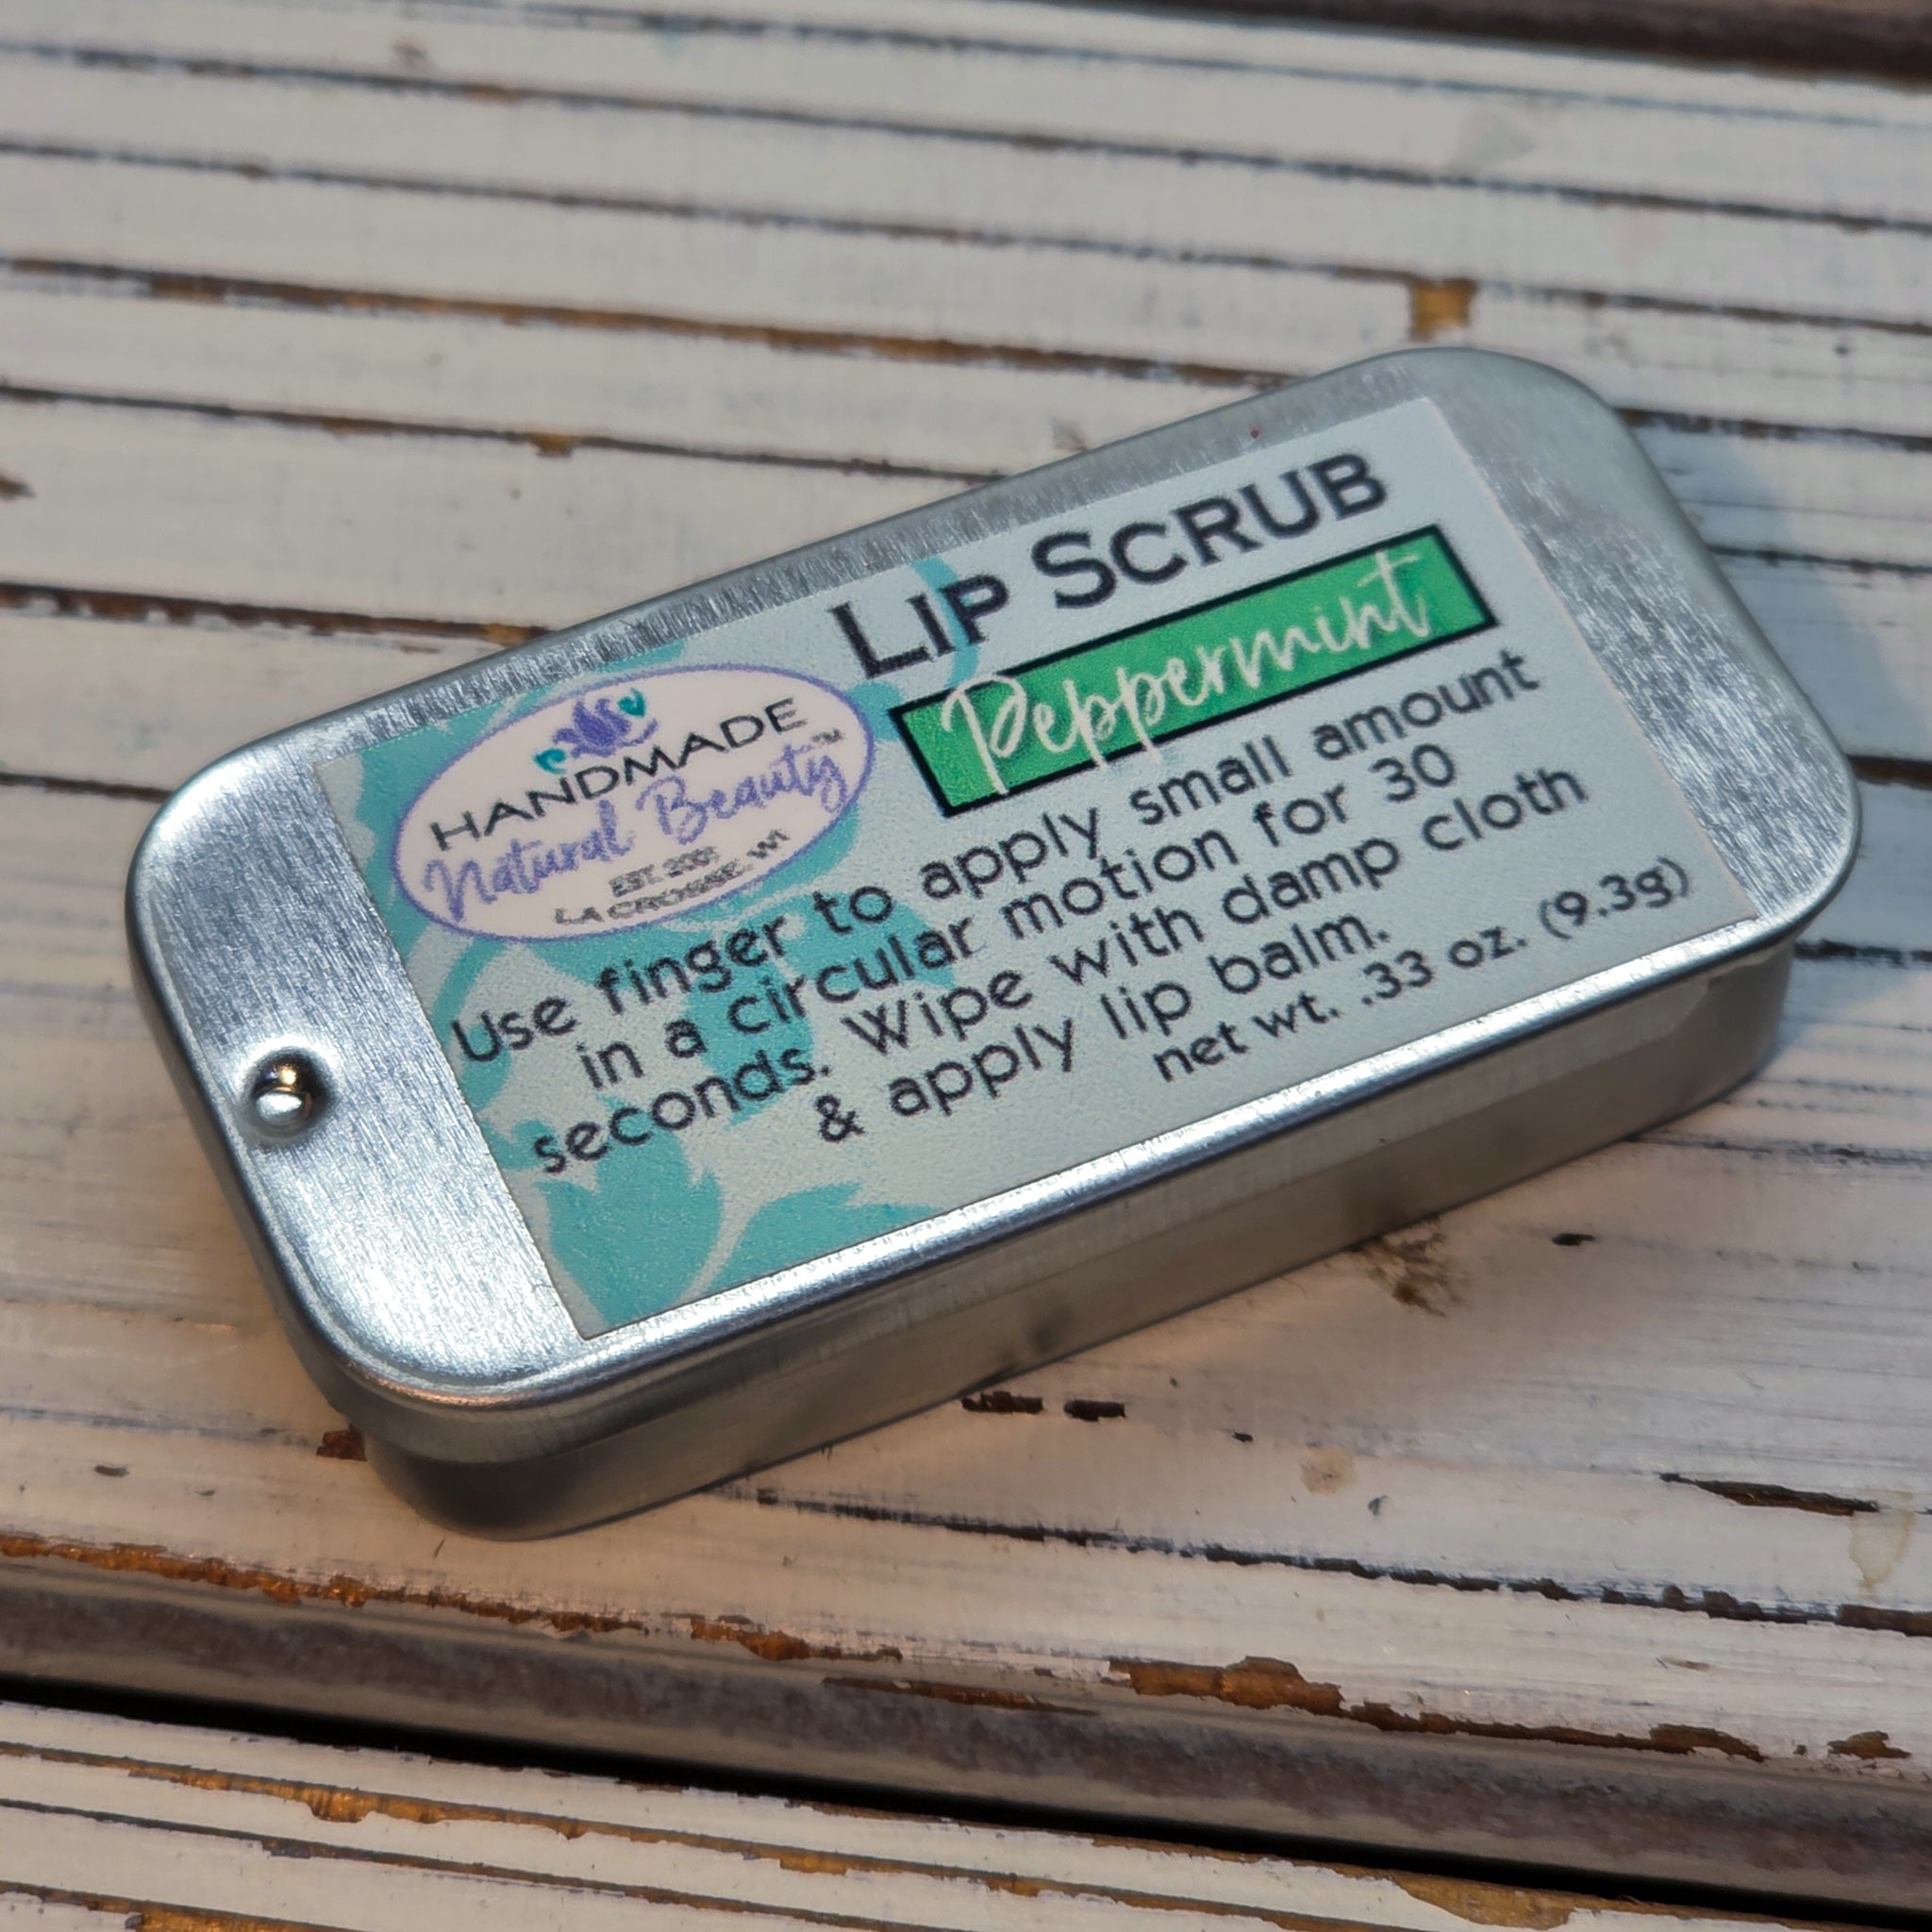 LIP SCRUB
Peppermint
HANDMADE
Natural Beauty™
LA CROSSE, WI
Use finger to apply small amount
in a circular motion for 30
seconds. Wipe with damp cloth
& apply lip balm.
net wt. .33 oz. (9.3g)